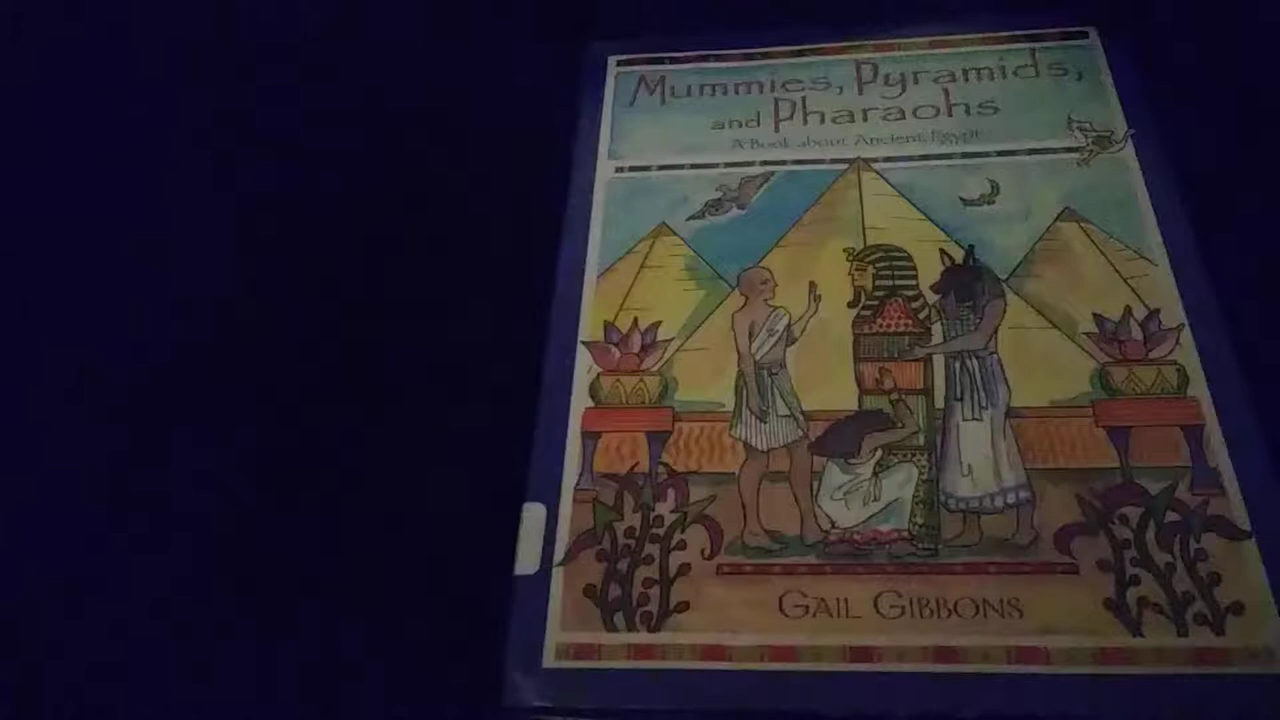 Mummies, Pyramids,
and Pharaohs
A Book about Ancient Egypt
GAIL GIBBONS